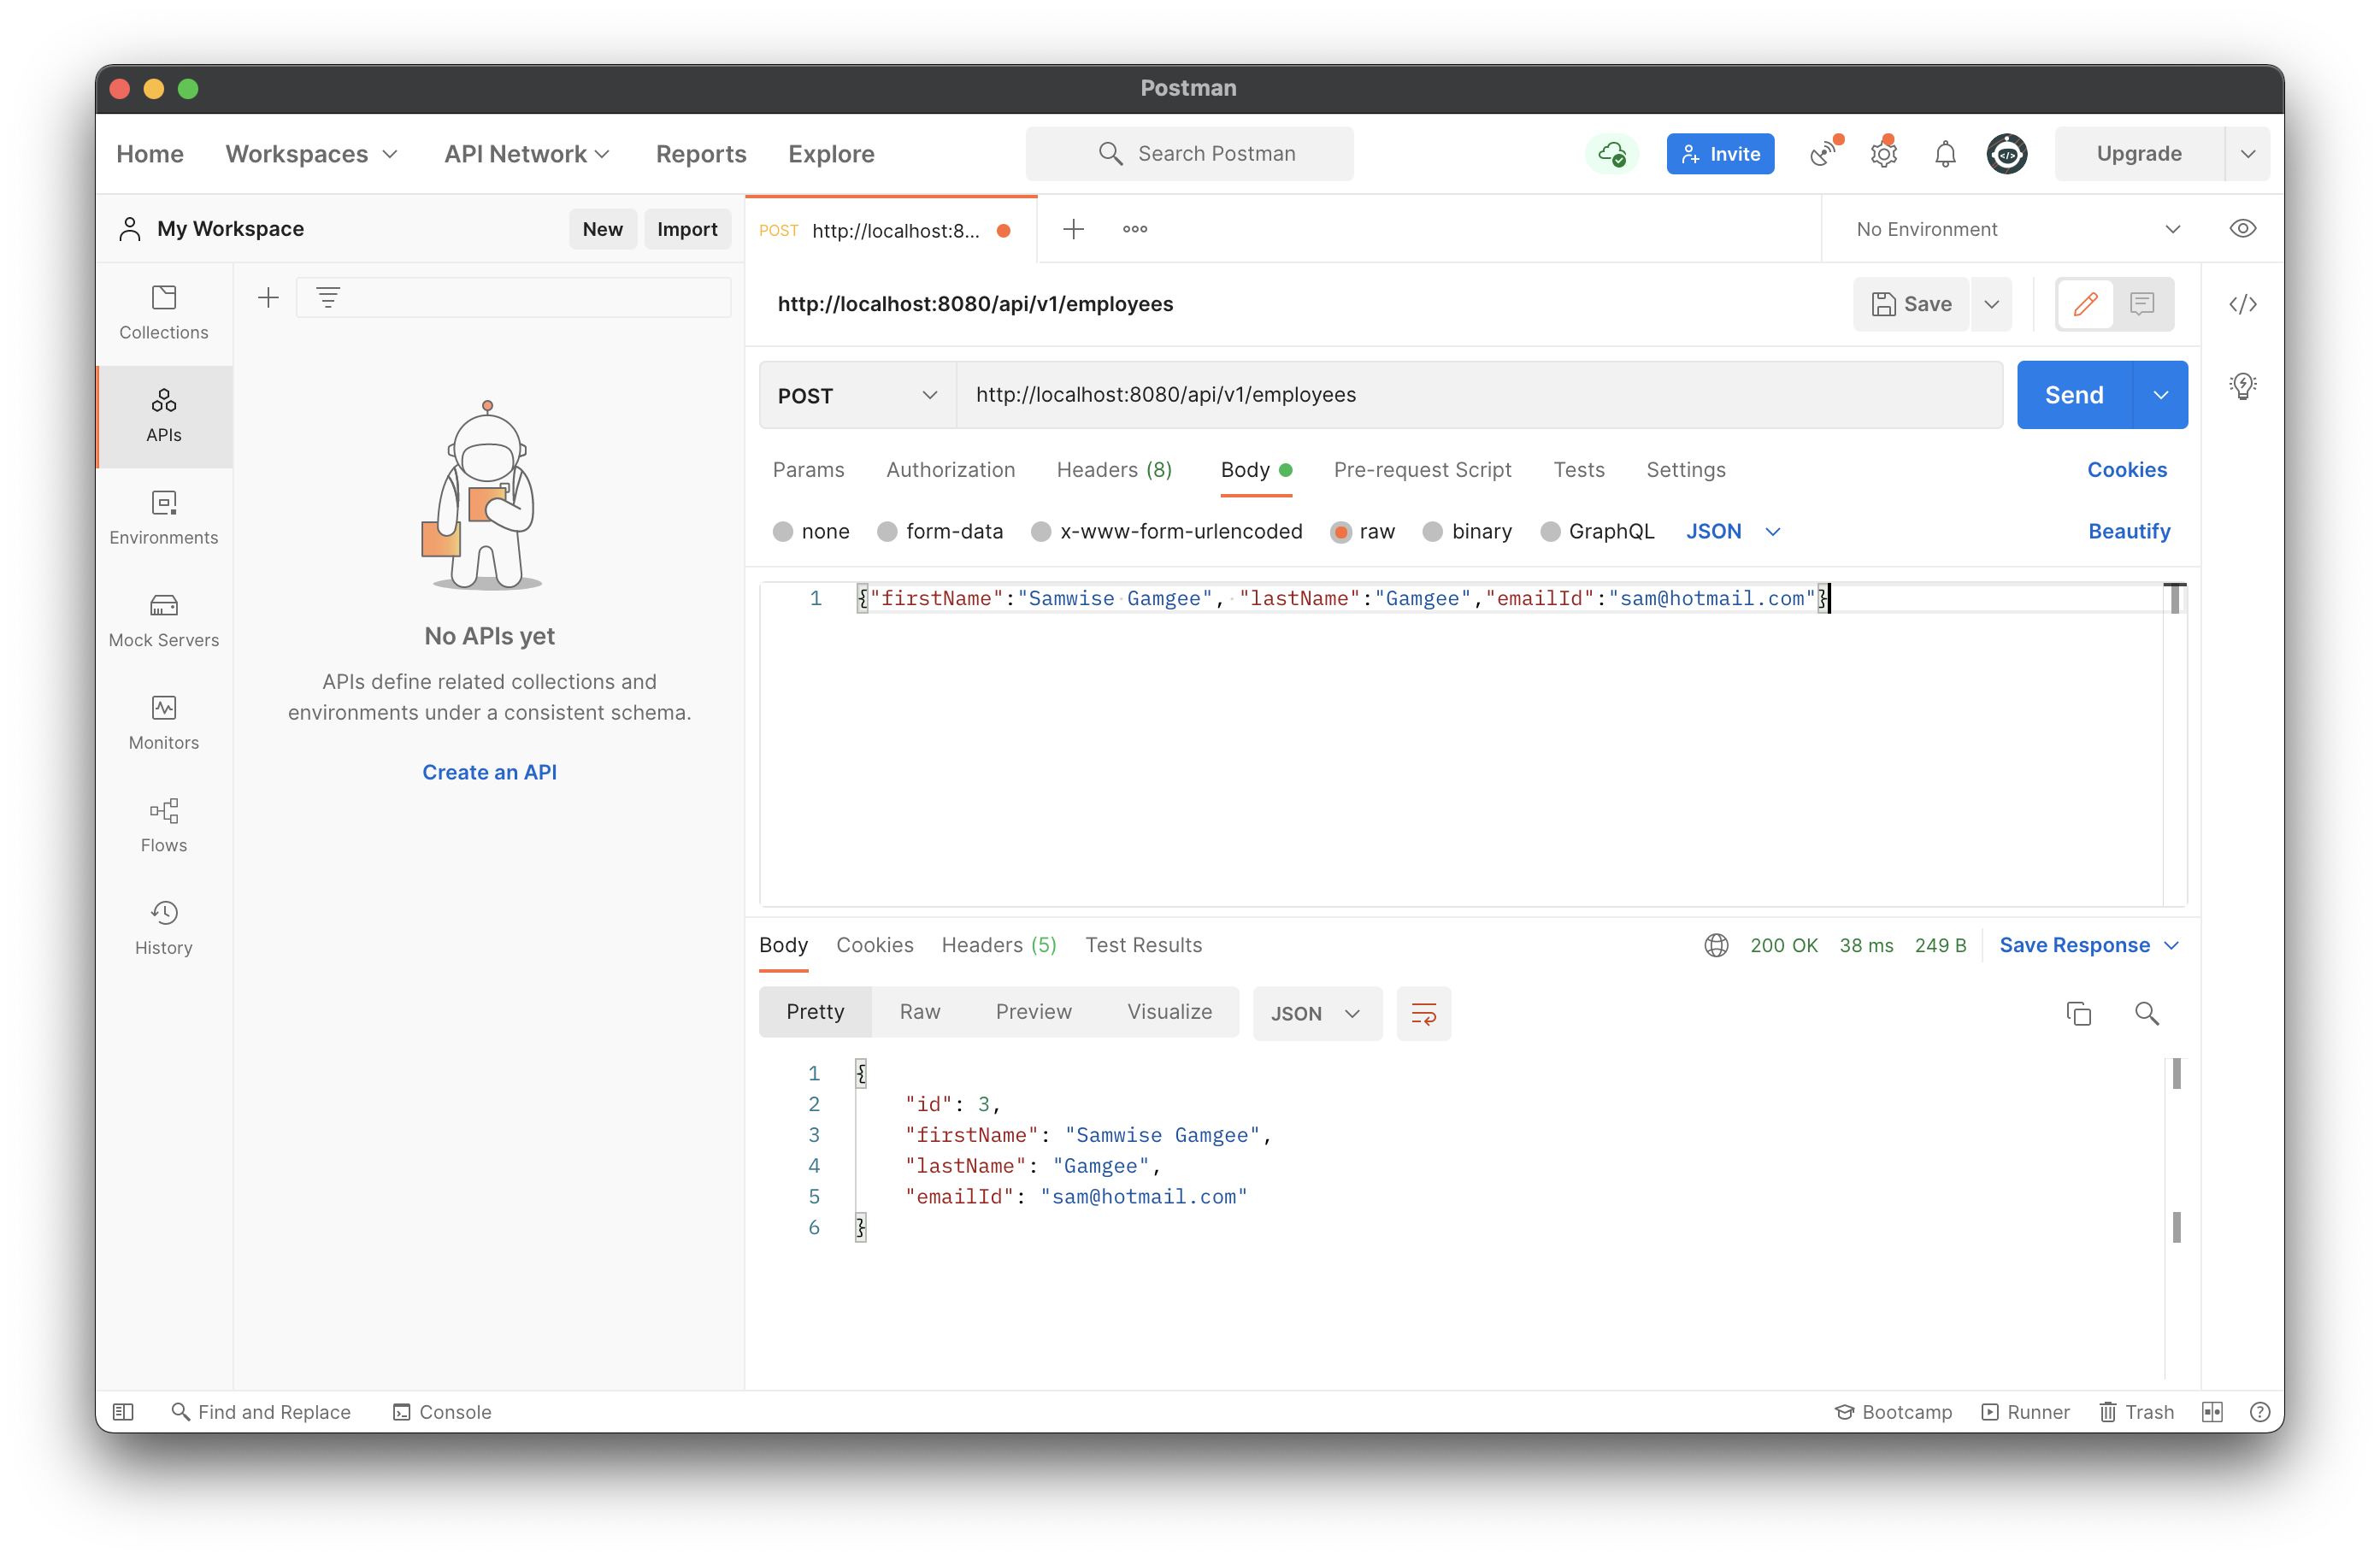 Postman
Home Workspaces API Network Reports Explore Search Postman Invite Upgrade
My Workspace New Import POST http://localhost:8... No Environment
Collections
APIs
Environments
Mock Servers
Monitors
Flows
History
No APIs yet
APIs define related collections and
environments under a consistent schema.
Create an API
http://localhost:8080/api/v1/employees Save
POST http://localhost:8080/api/v1/employees Send
Params Authorization Headers (8) Body Pre-request Script Tests Settings Cookies
none form-data x-www-form-urlencoded raw binary GraphQL JSON Beautify
1 {"firstName":"Samwise Gamgee", "lastName":"Gamgee","emailId":"sam@hotmail.com"}
Body Cookies Headers (5) Test Results 200 OK 38 ms 249 B Save Response
Pretty Raw Preview Visualize JSON
1 {
2 "id": 3,
3 "firstName": "Samwise Gamgee",
4 "lastName": "Gamgee",
5 "emailId": "sam@hotmail.com"
6 }
Find and Replace Console Bootcamp Runner Trash